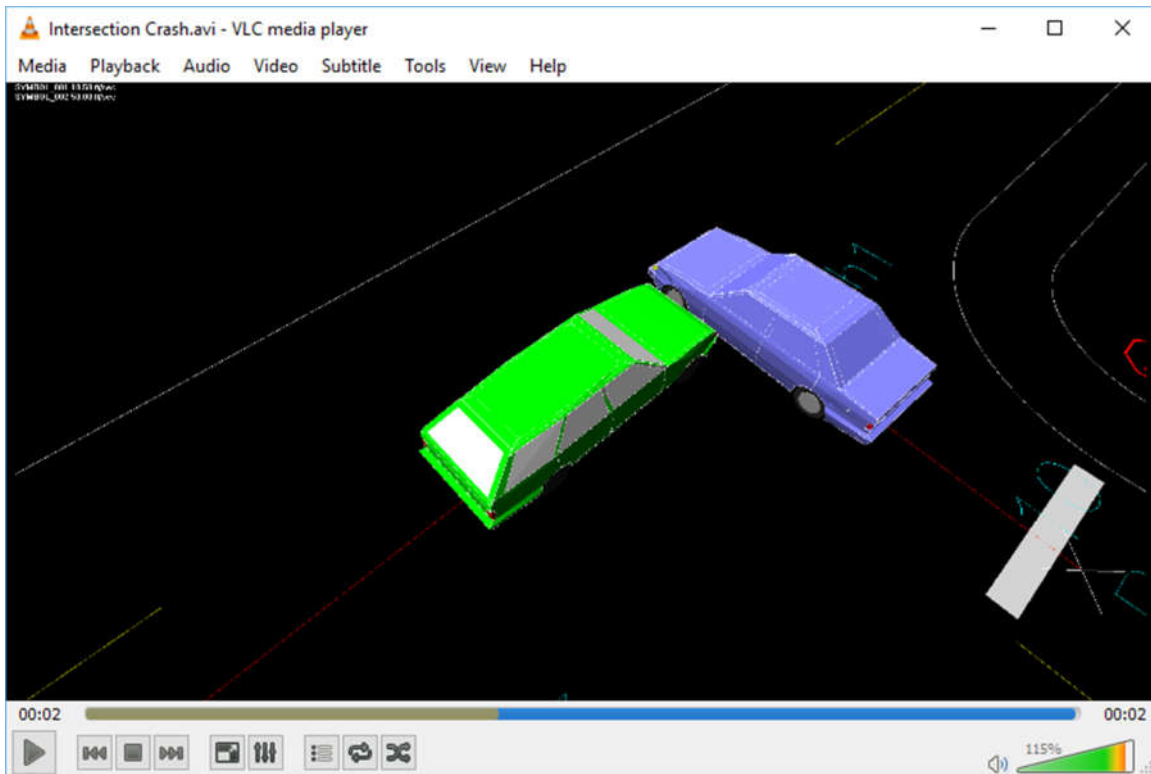 Intersection Crash.avi - VLC media player
Media Playback Audio Video Subtitle Tools View Help
00:02
00:02
115%